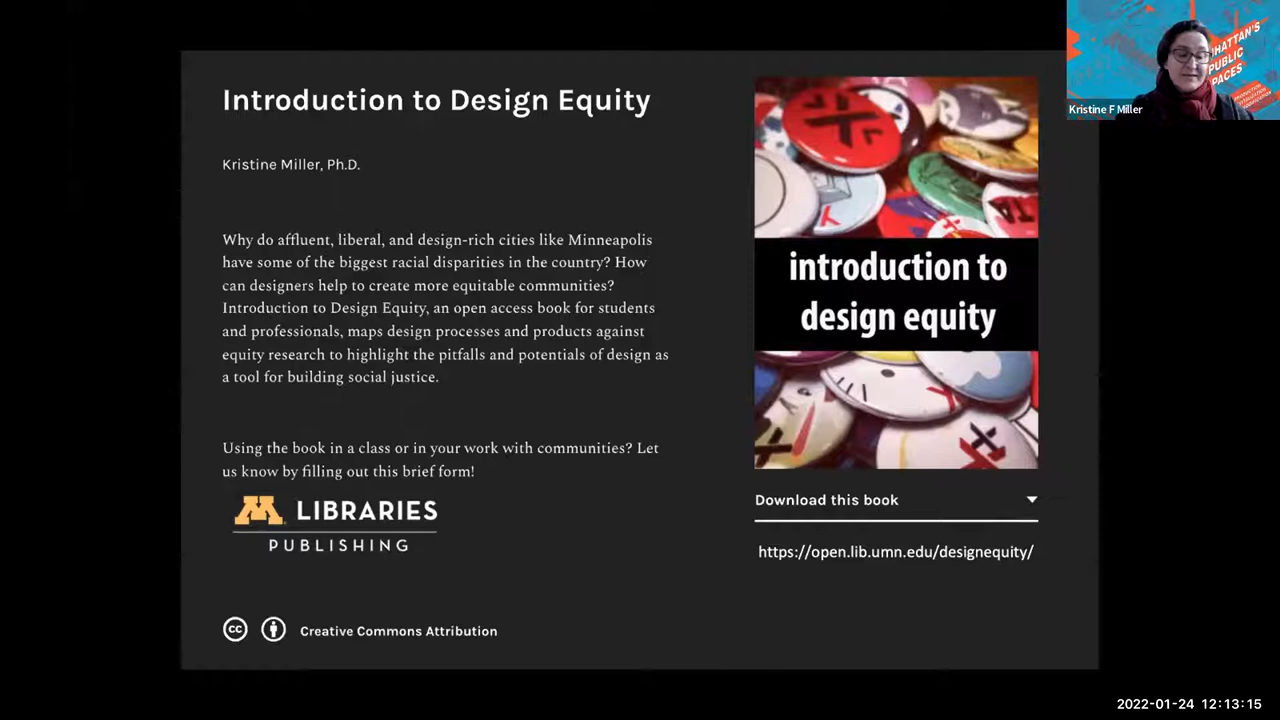 Introduction to Design Equity
Kristine Miller, Ph.D.
Why do affluent, liberal, and design-rich cities like Minneapolis
have some of the biggest racial disparities in the country? How
can designers help to create more equitable communities?
Introduction to Design Equity, an open access book for students
and professionals, maps design processes and products against
equity research to highlight the pitfalls and potentials of design as
a tool for building social justice.
Using the book in a class or in your work with communities? Let
us know by filling out this brief form!
M LIBRARIES
PUBLISHING
cc
Creative Commons Attribution
introduction to
design equity
Download this book
https://open.lib.umn.edu/designequity/
HATTAN'S
PUBLIC
PACES
Kristine F Miller
2022-01-24 12:13:15